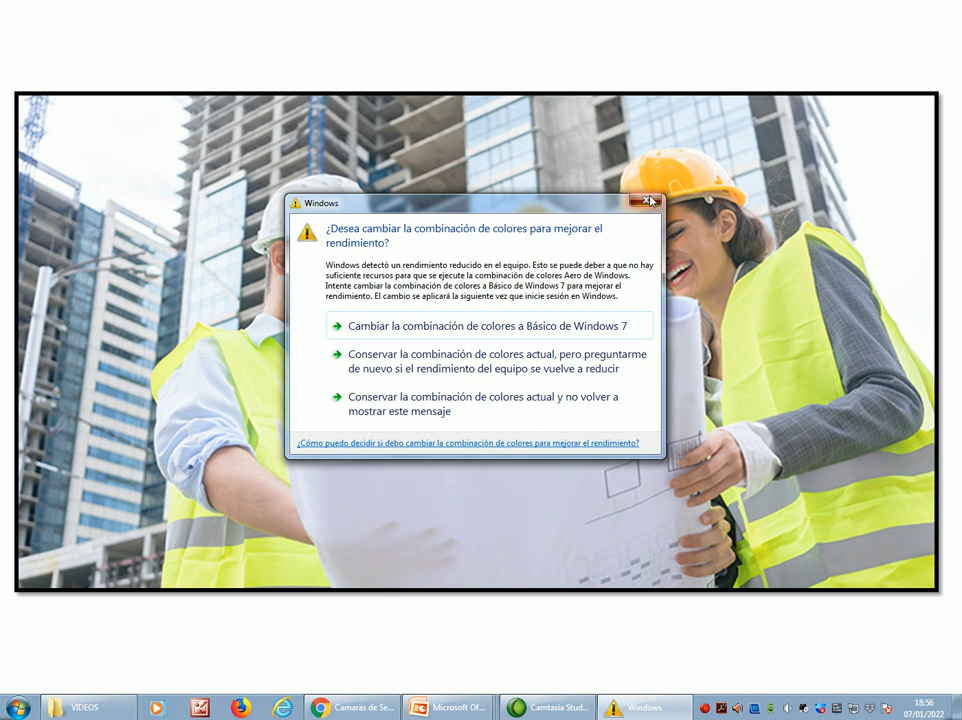 Windows
¿Desea cambiar la combinación de colores para mejorar el
rendimiento?
Windows detectó un rendimiento reducido en el equipo. Esto se puede deber a que no hay
suficiente recursos para que se ejecute la combinación de colores Aero de Windows.
Intente cambiar la combinación de colores a Básico de Windows 7 para mejorar el
rendimiento. El cambio se aplicará la siguiente vez que inicie sesión en Windows.
Cambiar la combinación de colores a Básico de Windows 7
Conservar la combinación de colores actual, pero preguntarme
de nuevo si el rendimiento del equipo se vuelve a reducir
Conservar la combinación de colores actual y no volver a
mostrar este mensaje
¿Cómo puedo decidir si debo cambiar la combinación de colores para mejorar el rendimiento?
VIDEOS
Camaras de Se...
Microsoft Of...
Camtasia Stud...
Windows
18:56
07/01/2022